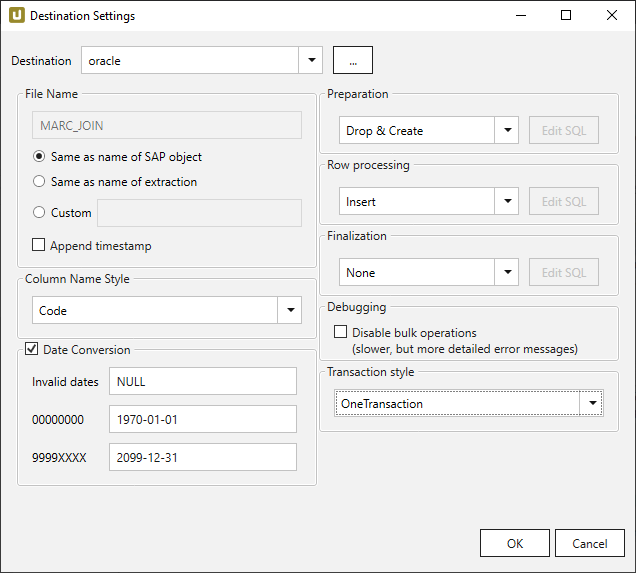 Destination Settings
Destination
oracle
...
File Name
MARC_JOIN
Same as name of SAP object
Same as name of extraction
Custom
Append timestamp
Column Name Style
Code
Date Conversion
Invalid dates
NULL
00000000
1970-01-01
9999XXXX
2099-12-31
Preparation
Drop & Create
Edit SQL
Row processing
Insert
Edit SQL
Finalization
None
Edit SQL
Debugging
Disable bulk operations
(slower, but more detailed error messages)
Transaction style
OneTransaction
OK
Cancel